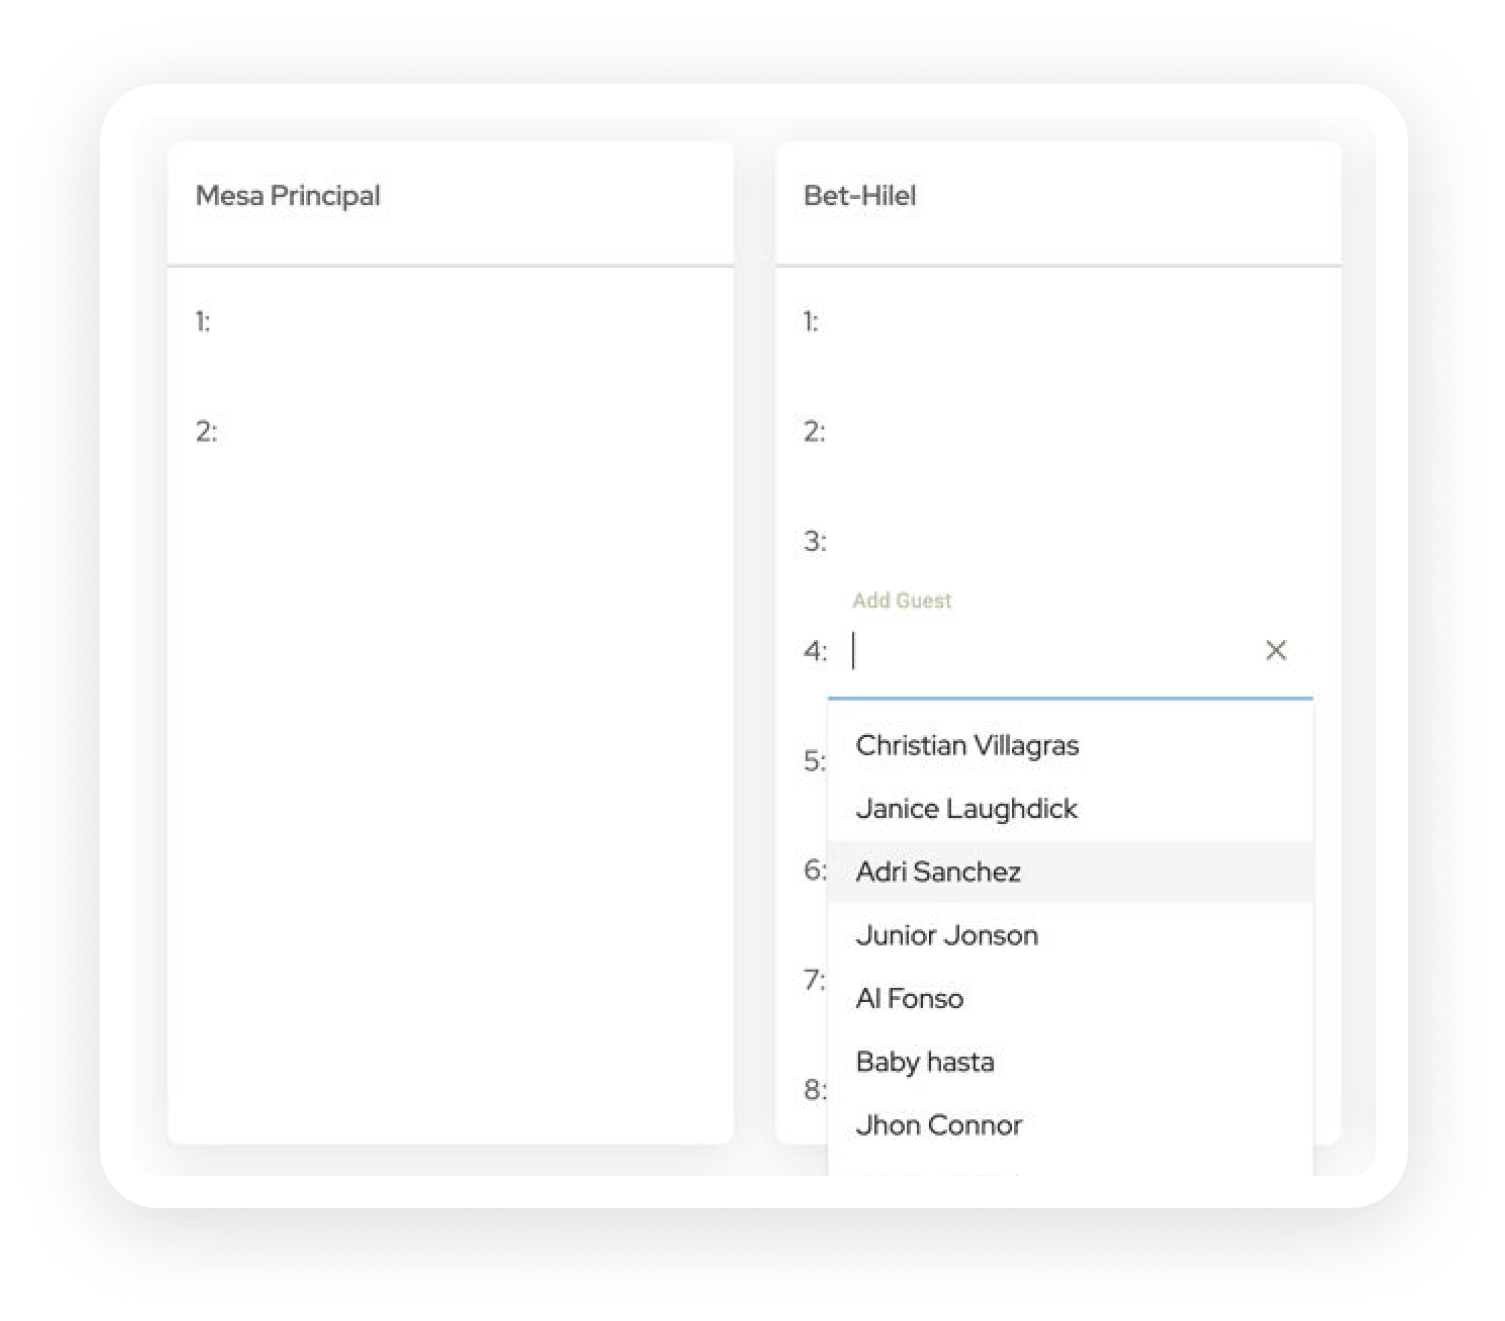 Mesa Principal
1:
2:
Bet-Hilel
1:
2:
3:
Add Guest
4:
5:
6:
7:
8:
Christian Villagras
Janice Laughdick
Adri Sanchez
Junior Jonson
Al Fonso
Baby hasta
Jhon Connor